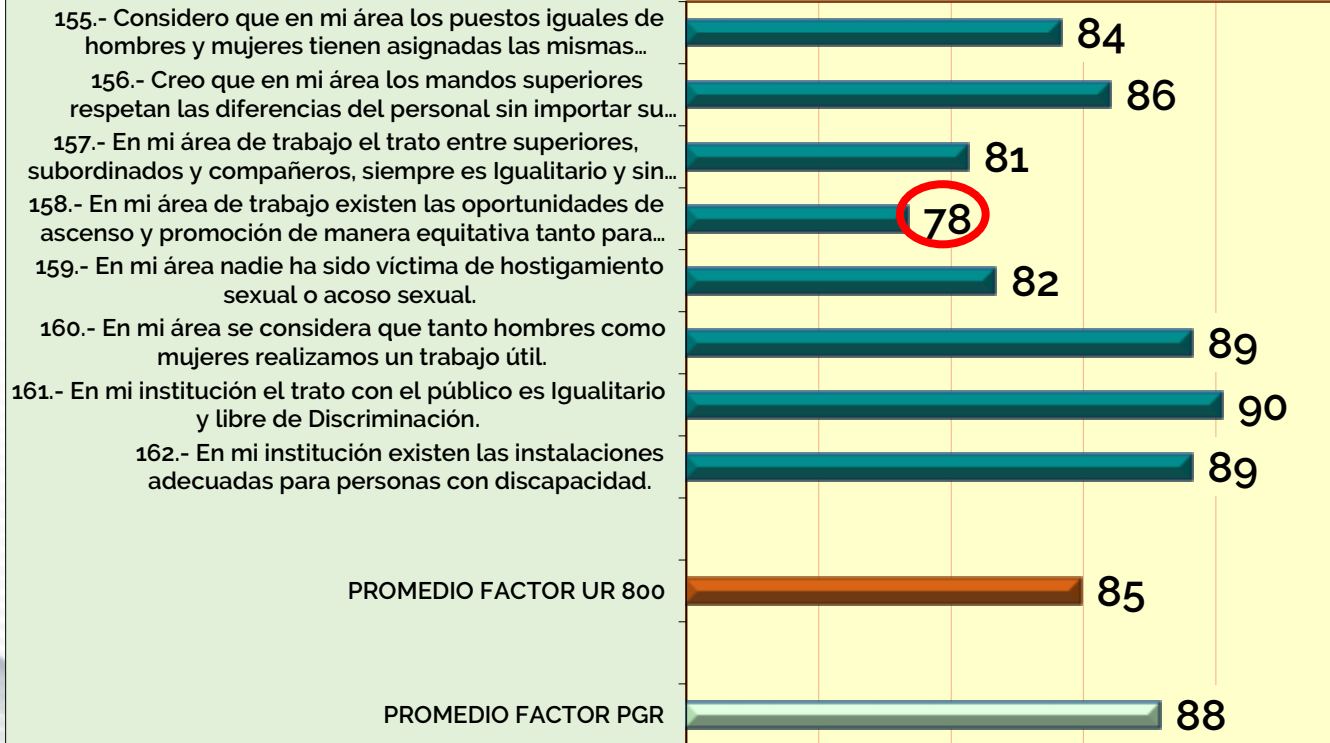 155.- Considero que en mi área los puestos iguales de
hombres y mujeres tienen asignadas las mismas…
84
156.- Creo que en mi área los mandos superiores
respetan las diferencias del personal sin importar su…
86
157.- En mi área de trabajo el trato entre superiores,
subordinados y compañeros, siempre es Igualitario y sin…
81
158.- En mi área de trabajo existen las oportunidades de
ascenso y promoción de manera equitativa tanto para…
78
159.- En mi área nadie ha sido víctima de hostigamiento
sexual o acoso sexual.
82
160.- En mi área se considera que tanto hombres como
mujeres realizamos un trabajo útil.
89
161.- En mi institución el trato con el público es Igualitario
y libre de Discriminación.
90
162.- En mi institución existen las instalaciones
adecuadas para personas con discapacidad.
89
PROMEDIO FACTOR UR 800
85
PROMEDIO FACTOR PGR
88